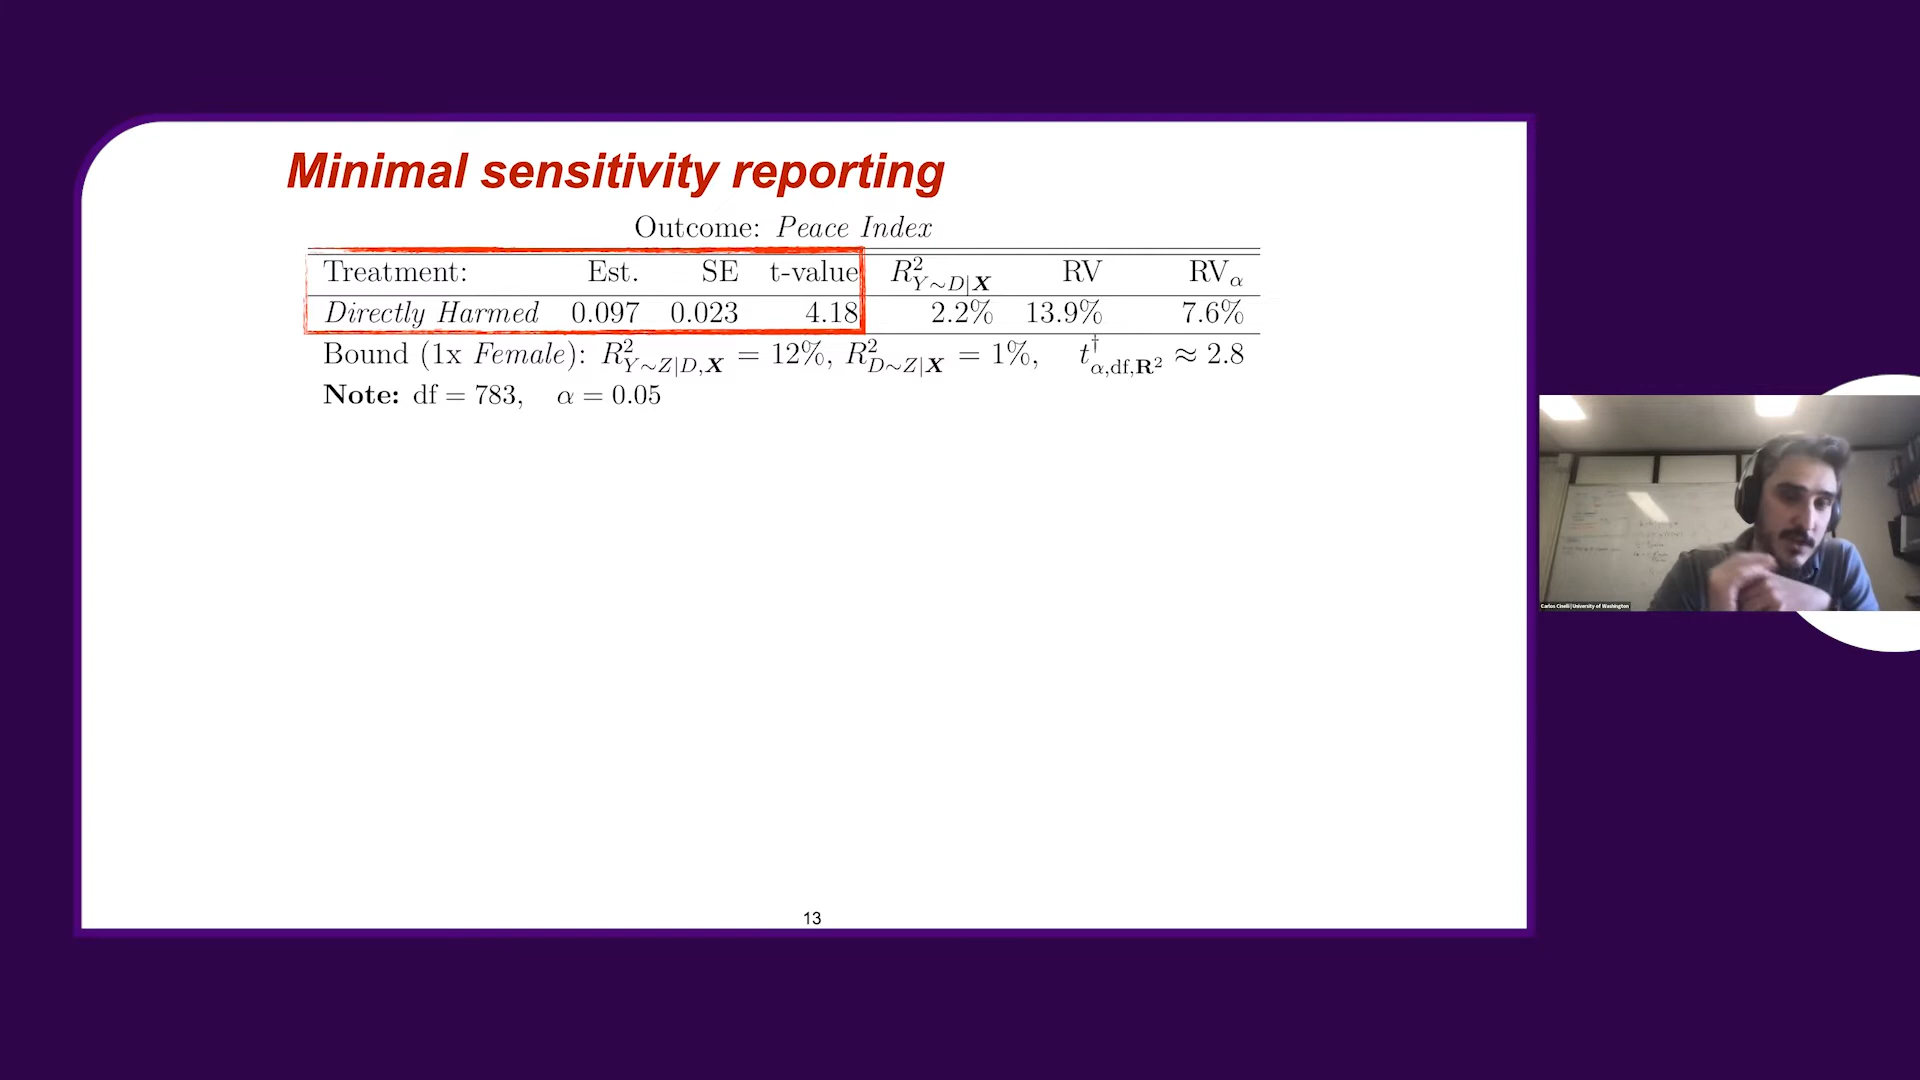 Minimal sensitivity reporting
Outcome: Peace Index
Treatment: Est. SE t-value R²_{Y∼D|X} RV RV_α
Directly Harmed 0.097 0.023 4.18 2.2% 13.9% 7.6%
Bound (1x Female): R²_{Y∼Z|D,X} = 12%, R²_{D∼Z|X} = 1%, t†_{α,df,R²} ≈ 2.8
Note: df = 783, α = 0.05
13
Carlos Cinelli | University of Washington